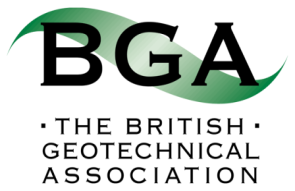 BGA
· THE BRITISH ·
GEOTECHNICAL
ASSOCIATION